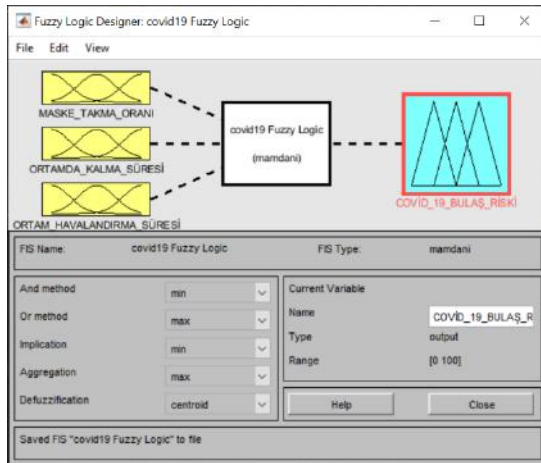 Fuzzy Logic Designer: covid19 Fuzzy Logic
File Edit View
MASKE_TAKMA_ORANI
ORTAMDA_KALMA_SÜRESİ
ORTAM_HAVALANDIRMA_SÜRESİ
covid19 Fuzzy Logic
(mamdani)
COVİD_19_BULAŞ_RİSKİ
FIS Name: covid19 Fuzzy Logic FIS Type: mamdani
And method min
Or method max
Implication min
Aggregation max
Defuzzification centroid
Current Variable
Name COVİD_19_BULAŞ_R
Type output
Range [0 100]
Help Close
Saved FIS "covid19 Fuzzy Logic" to file